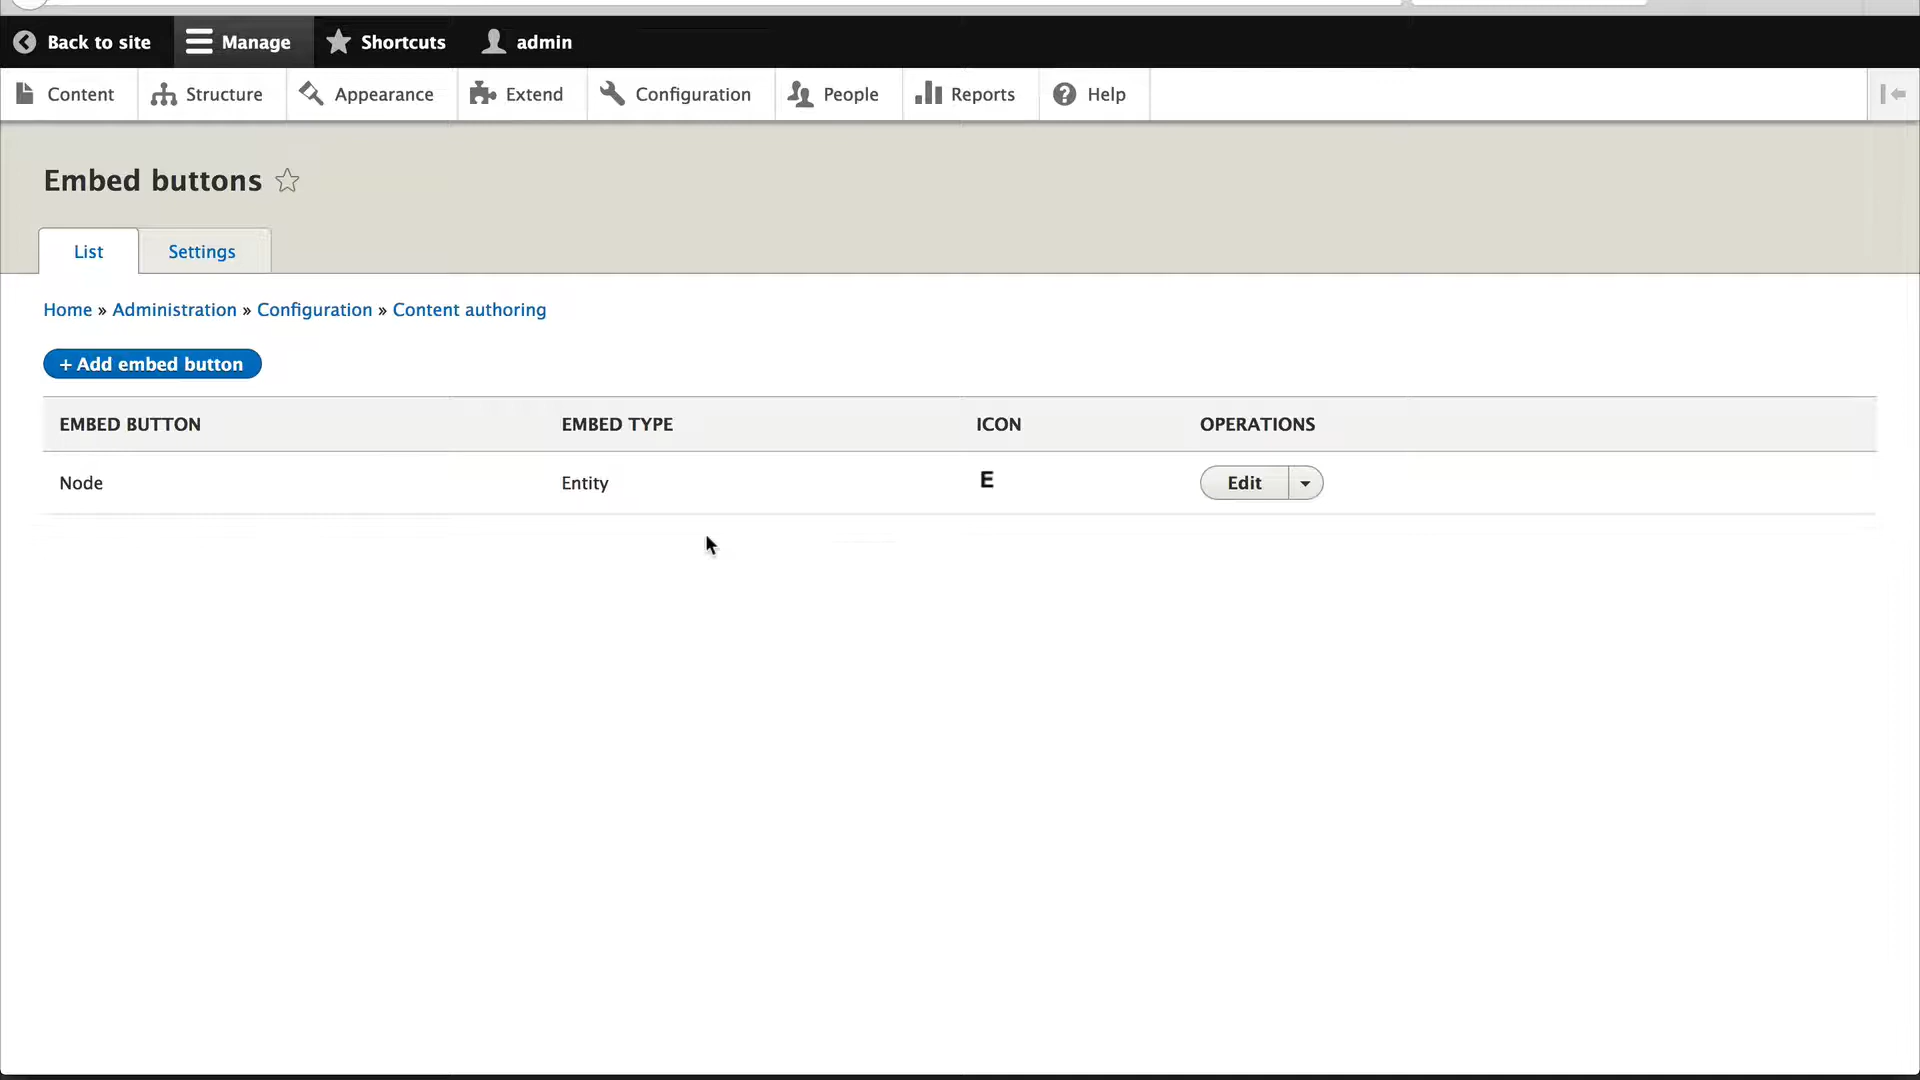 Back to site Manage Shortcuts admin
Content Structure Appearance Extend Configuration People Reports Help
Embed buttons
List Settings
Home » Administration » Configuration » Content authoring
+ Add embed button
EMBED BUTTON EMBED TYPE ICON OPERATIONS
Node Entity E Edit